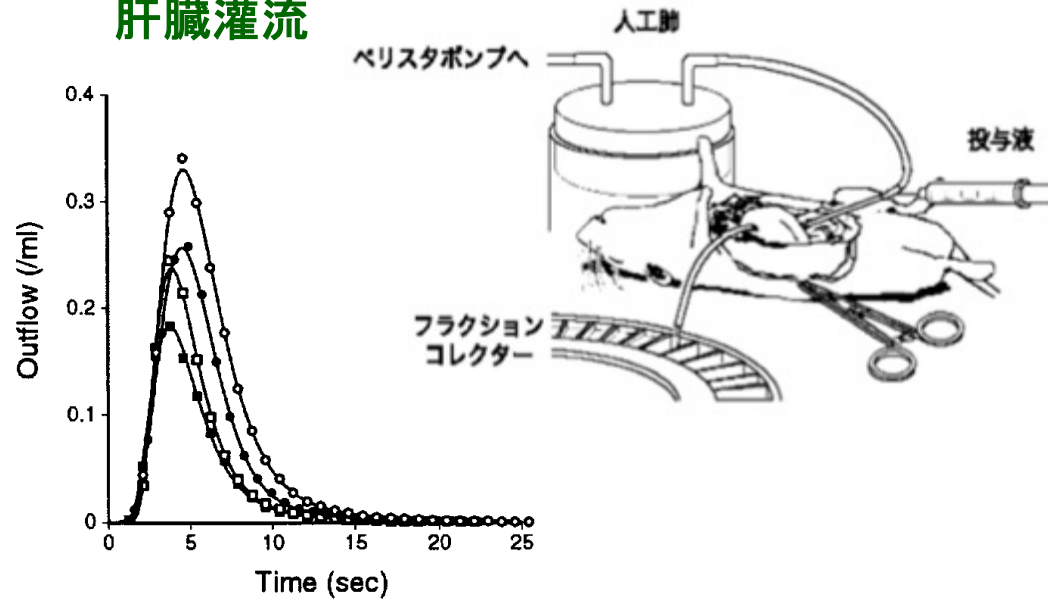 肝臓灌流
人工肺
ペリスタポンプへ
投与液
フラクション
コレクター
0.4
0.3
0.2
0.1
0
Outflow (/ml)
0 5 10 15 20 25
Time (sec)